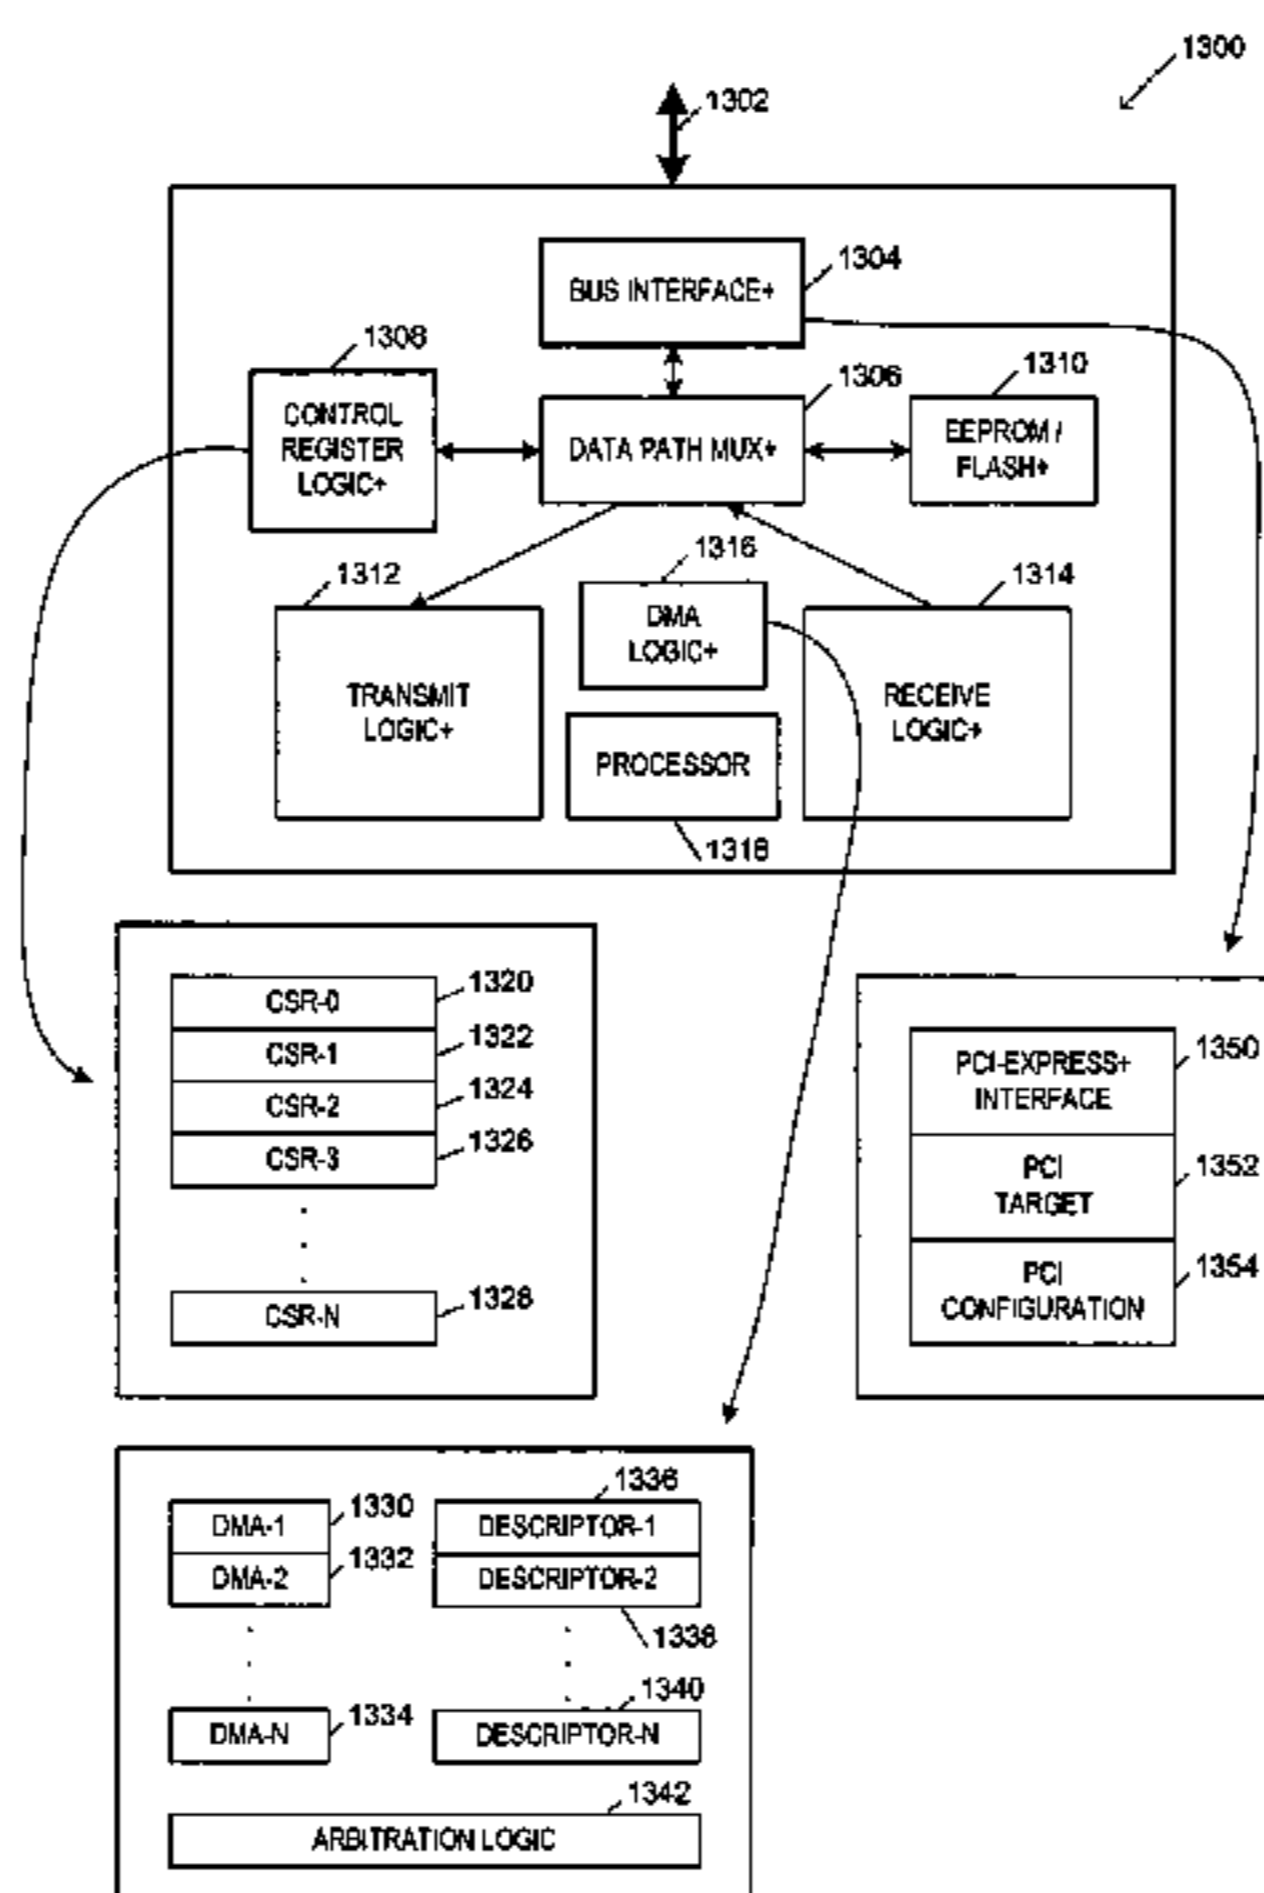 1300
1302
1304
BUS INTERFACE+
1308
1306
1310
CONTROL
REGISTER
LOGIC+
DATA PATH MUX+
EEPROM /
FLASH+
1312
1316
1314
TRANSMIT
LOGIC+
DMA
LOGIC+
RECEIVE
LOGIC+
PROCESSOR
1318
CSR-0
1320
CSR-1
1322
CSR-2
1324
CSR-3
1326
CSR-N
1328
PCI-EXPRESS+
INTERFACE
1350
PCI
TARGET
1352
PCI
CONFIGURATION
1354
1336
DMA-1
1330
DESCRIPTOR-1
DMA-2
1332
DESCRIPTOR-2
1338
1340
DMA-N
1334
DESCRIPTOR-N
1342
ARBITRATION LOGIC